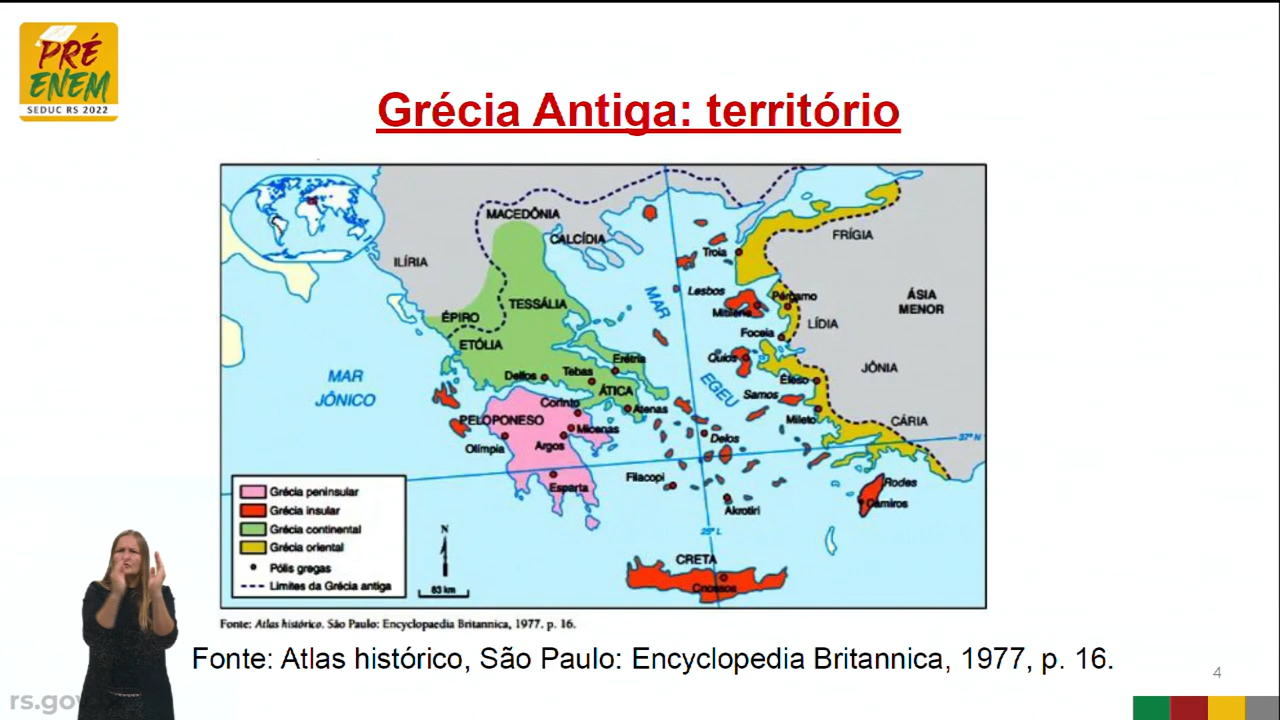 PRÉ
ENEM
SEDUC RS 2022
Grécia Antiga: território
MACEDÔNIA
CALCÍDIA
FRÍGIA
ILÍRIA
Troia
Lesbos
Pérgamo
ÁSIA
MENOR
TESSÁLIA
MAR
Mitilene
ÉPIRO
LÍDIA
Foceia
ETÓLIA
Quios
Erétria
JÔNIA
MAR
JÔNICO
Delfos
Tebas
EGEU
Éfeso
ÁTICA
Samos
Corinto
Atenas
PELOPONESO
Mileto
CÁRIA
Micenas
Olímpia
Argos
Delos
37º N
Filacopi
Esparta
Rodes
Camiros
Akrotiri
25º L
CRETA
Cnossos
Grécia peninsular
Grécia insular
Grécia continental
Grécia oriental
Pólis gregas
Limites da Grécia antiga
N
83 km
Fonte: Atlas histórico. São Paulo: Encyclopaedia Britannica, 1977. p. 16.
Fonte: Atlas histórico, São Paulo: Encyclopedia Britannica, 1977, p. 16.
4
rs.gov